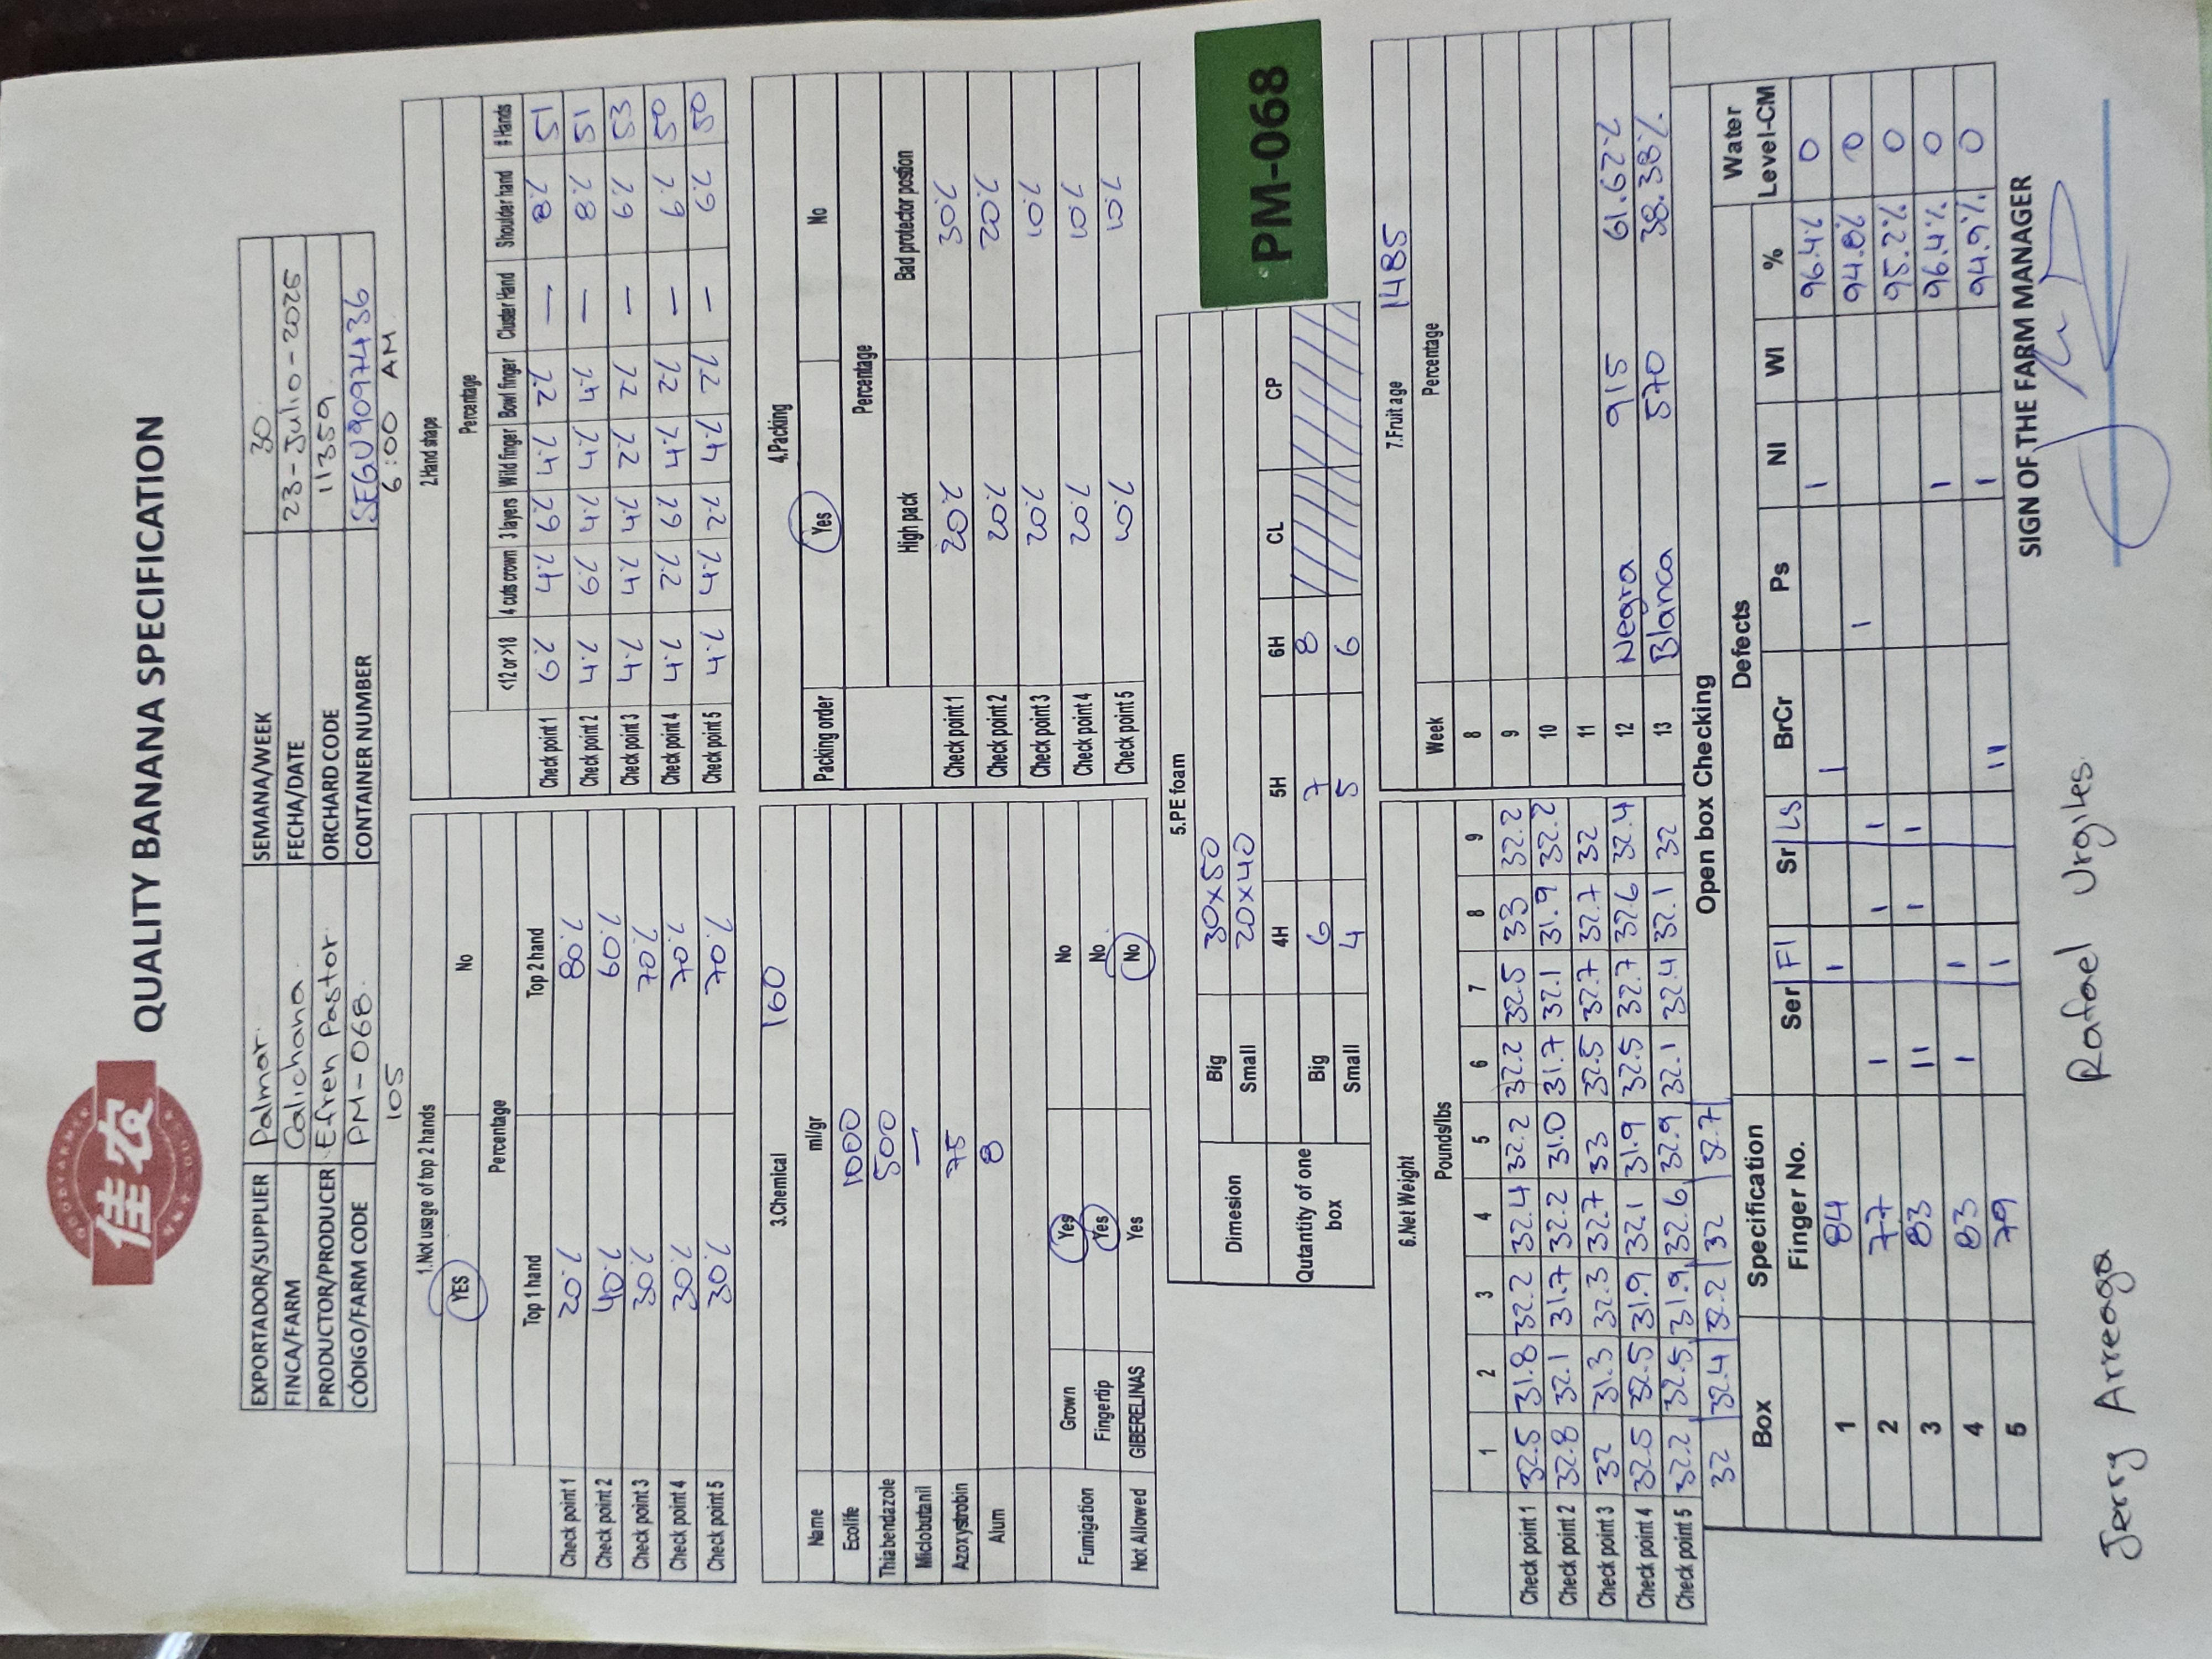 GOODFARMER
佳农
QUALITY BANANA SPECIFICATION
EXPORTADOR/SUPPLIER Palmar. SEMANA/WEEK 30
FINCA/FARM Calichana. FECHA/DATE 23-Julio-2025
PRODUCTOR/PRODUCER Efren Pastor. ORCHARD CODE 11359
CÓDIGO/FARM CODE PM-068. CONTAINER NUMBER SEGU9097436
105 6:00 AM
1.Not usage of top 2 hands
YES No
Percentage
Top 1 hand Top 2 hand
Check point 1 20% 80%
Check point 2 40% 60%
Check point 3 30% 70%
Check point 4 30% 70%
Check point 5 30% 70%
2.Hand shape
Percentage
<12 or >18 4 cuts crown 3 layers Wild finger Bowl finger Cluster Hand Shoulder hand # Hands
Check point 1 6% 4% 6% 4% 2% — 8% 51
Check point 2 4% 6% 4% 4% 4% — 8% 51
Check point 3 4% 4% 4% 2% 2% — 6% 53
Check point 4 4% 2% 6% 4% 2% — 6% 50
Check point 5 4% 4% 2% 4% 2% — 6% 50
3.Chemical 160
Name ml/gr
Ecolife 1000
Thiabendazole 500
Miclobutanil —
Azoxystrobin 75
Alum 8
Fumigation Grown Yes No
Fingertip Yes No
Not Allowed GIBERELINAS Yes No
4.Packing
Packing order Yes No
Percentage
High pack Bad protector postion
Check point 1 20% 30%
Check point 2 20% 20%
Check point 3 20% 10%
Check point 4 20% 10%
Check point 5 10% 10%
5.PE foam
Dimesion Big 30x50
Small 20x40
4H 5H 6H CL CP
Qutantity of one box Big 6 7 8
Small 4 5 6
PM-068
6.Net Weight
Pounds/lbs
1 2 3 4 5 6 7 8 9
Check point 1 32.5 31.8 32.2 32.4 32.2 32.2 32.5 33 32.2
Check point 2 32.8 32.1 31.7 32.2 31.0 31.7 32.1 31.9 32.2
Check point 3 32 31.3 32.3 32.7 33 32.5 32.7 32.7 32
Check point 4 32.5 32.5 31.9 32.1 31.9 32.5 32.7 32.6 32.4
Check point 5 32.2 32.5 31.9 32.6 32.9 32.1 32.4 32.1 32
32 32.4 32.2 32 32.7
7.Fruit age 1485
Week Percentage
8
9
10
11
12 Negra 915 61.62%
13 Blanca 570 38.38%
Open box Checking
Box Specification Defects Water Level-CM
Finger No. Ser FI Sr LS BrCr Ps NI WI %
1 84 I I I 96.4% 0
2 77 I I I I 94.8% 0
3 83 II I I 95.2% 0
4 83 I I I 96.4% 0
5 79 I II I 94.9% 0
SIGN OF THE FARM MANAGER
Jerry Arreaga Rafael Urgiles.